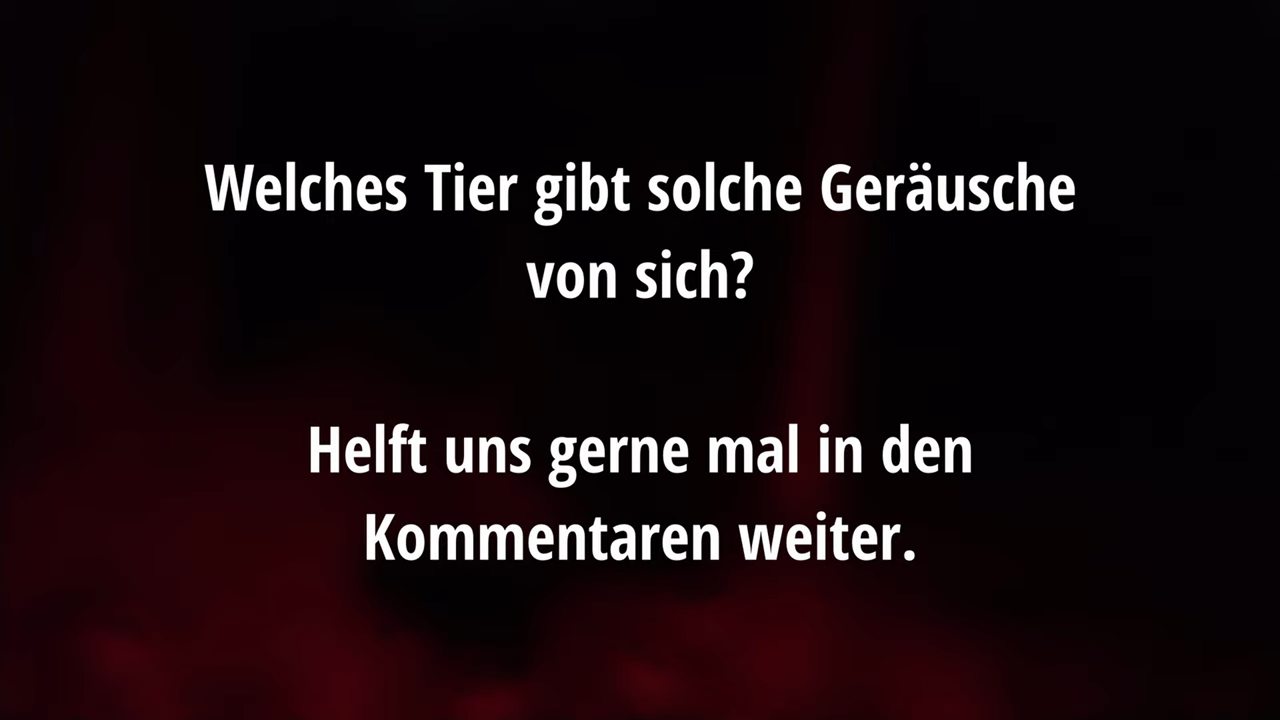 Welches Tier gibt solche Geräusche
von sich?
Helft uns gerne mal in den
Kommentaren weiter.